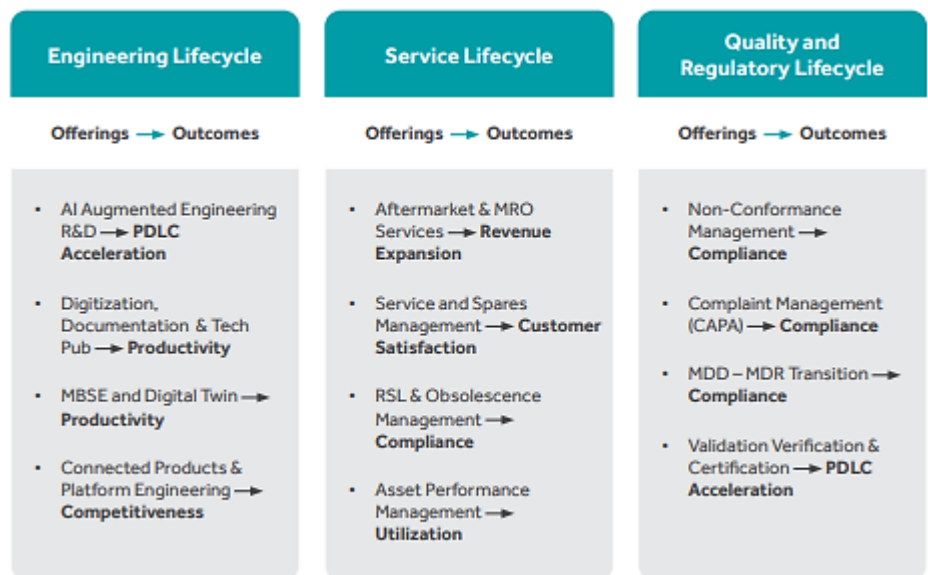 Engineering Lifecycle
Offerings → Outcomes
• AI Augmented Engineering
R&D → PDLC
Acceleration
• Digitization,
Documentation & Tech
Pub → Productivity
• MBSE and Digital Twin →
Productivity
• Connected Products &
Platform Engineering →
Competitiveness
Service Lifecycle
Offerings → Outcomes
• Aftermarket & MRO
Services → Revenue
Expansion
• Service and Spares
Management → Customer
Satisfaction
• RSL & Obsolescence
Management →
Compliance
• Asset Performance
Management →
Utilization
Quality and
Regulatory Lifecycle
Offerings → Outcomes
• Non-Conformance
Management →
Compliance
• Complaint Management
(CAPA) → Compliance
• MDD – MDR Transition →
Compliance
• Validation Verification &
Certification → PDLC
Acceleration